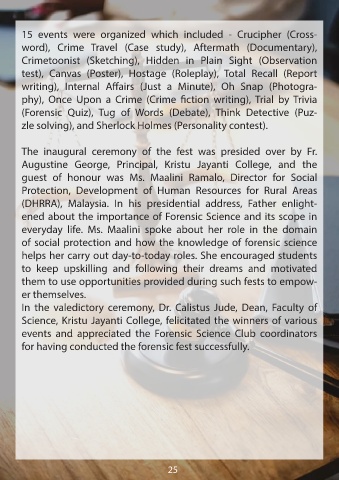 15 events were organized which included - Crucipher (Cross-
word), Crime Travel (Case study), Aftermath (Documentary),
Crimetoonist (Sketching), Hidden in Plain Sight (Observation
test), Canvas (Poster), Hostage (Roleplay), Total Recall (Report
writing), Internal Affairs (Just a Minute), Oh Snap (Photogra-
phy), Once Upon a Crime (Crime fiction writing), Trial by Trivia
(Forensic Quiz), Tug of Words (Debate), Think Detective (Puz-
zle solving), and Sherlock Holmes (Personality contest).
The inaugural ceremony of the fest was presided over by Fr.
Augustine George, Principal, Kristu Jayanti College, and the
guest of honour was Ms. Maalini Ramalo, Director for Social
Protection, Development of Human Resources for Rural Areas
(DHRRA), Malaysia. In his presidential address, Father enlight-
ened about the importance of Forensic Science and its scope in
everyday life. Ms. Maalini spoke about her role in the domain
of social protection and how the knowledge of forensic science
helps her carry out day-to-today roles. She encouraged students
to keep upskilling and following their dreams and motivated
them to use opportunities provided during such fests to empow-
er themselves.
In the valedictory ceremony, Dr. Calistus Jude, Dean, Faculty of
Science, Kristu Jayanti College, felicitated the winners of various
events and appreciated the Forensic Science Club coordinators
for having conducted the forensic fest successfully.
25